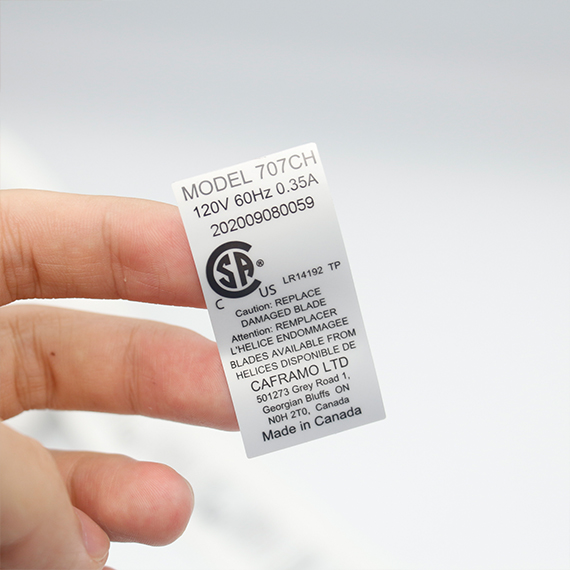 MODEL 707CH
120V 60Hz 0.35A
202009080059
CSA® LR14192 TP
C US
Caution: REPLACE
DAMAGED BLADE
Attention: REMPLACER
L'HELICE ENDOMMAGEE
BLADES AVAILABLE FROM
HELICES DISPONIBLE DE
CAFRAMO LTD
501273 Grey Road 1,
Georgian Bluffs ON
N0H 2T0, Canada
Made in Canada